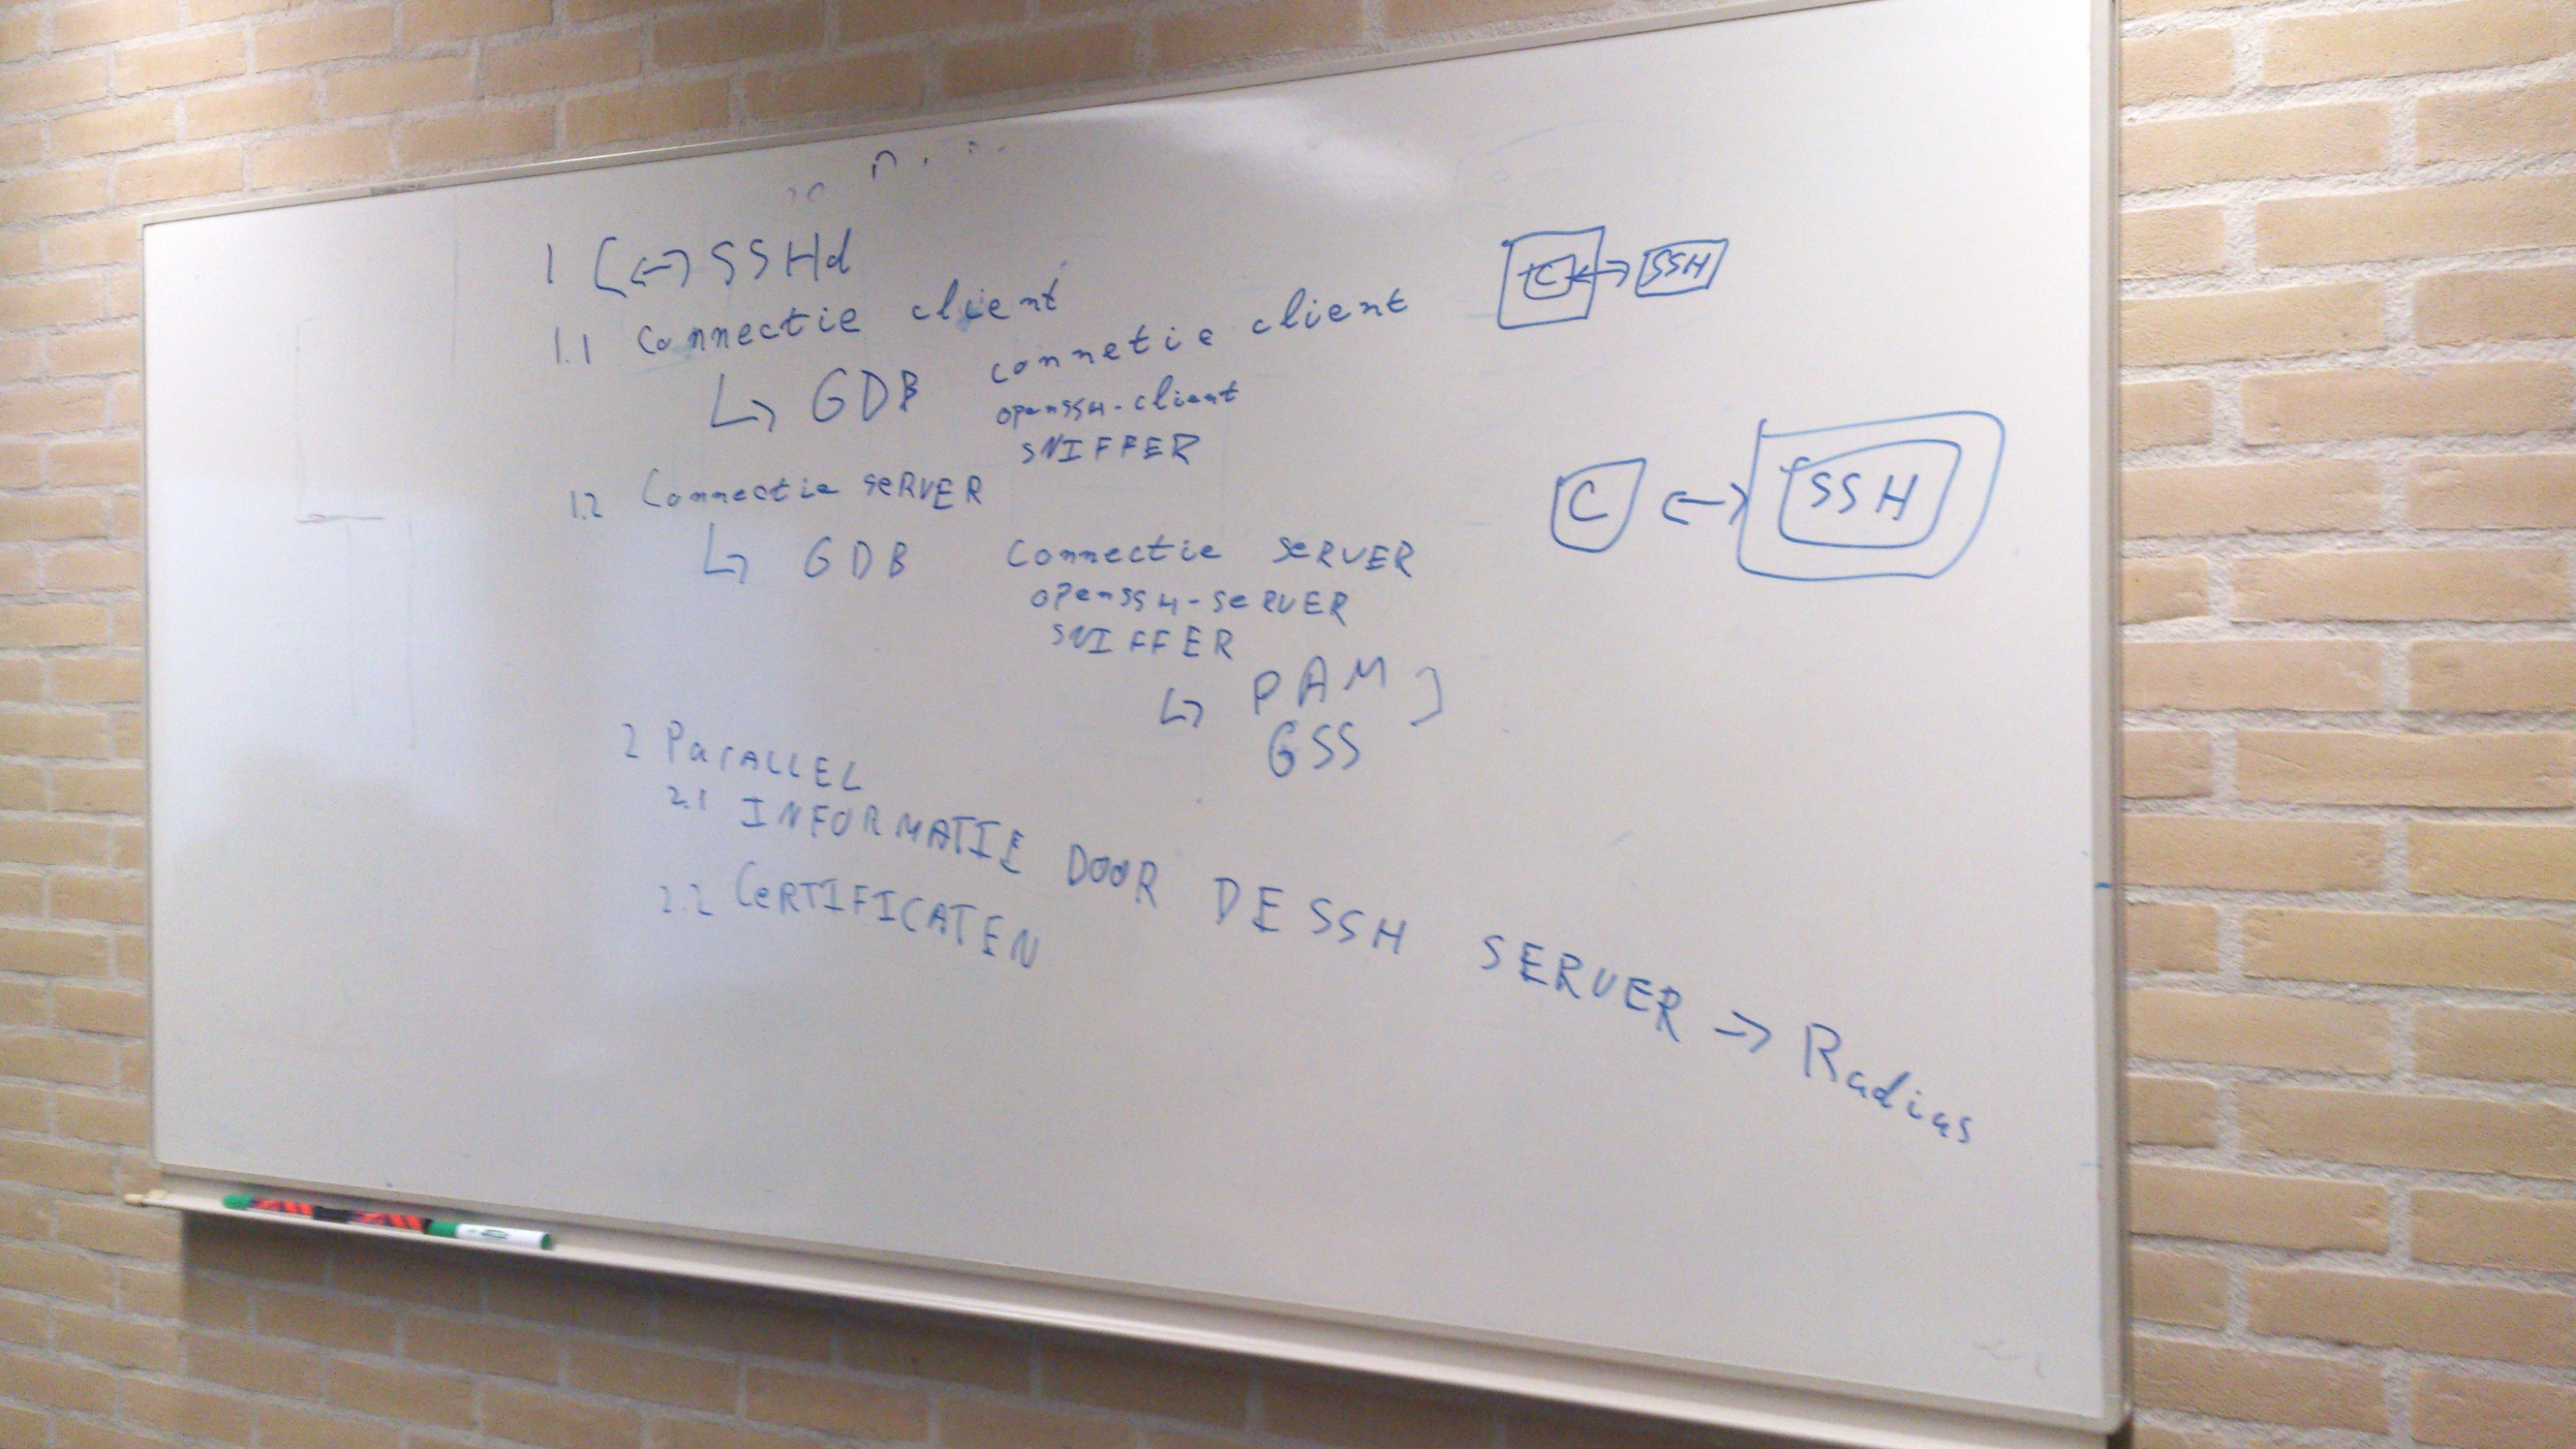 1 C <-> SSHd
1.1 Connectie client
↳ GDB connetie client
openSSH-client
SNIFFER
1.2 Connectie SeRVER
↳ GDB Connectie SeRVER
openSSH-SeRVER
SNIFFER
↳ PAM ]
GSS
2 ParALLEL
2.1 INFORMATIE DOOR DE SSH SERVER -> Radius
2.2 CeRTIFICATEN
C <-> SSH
C <-> SSH